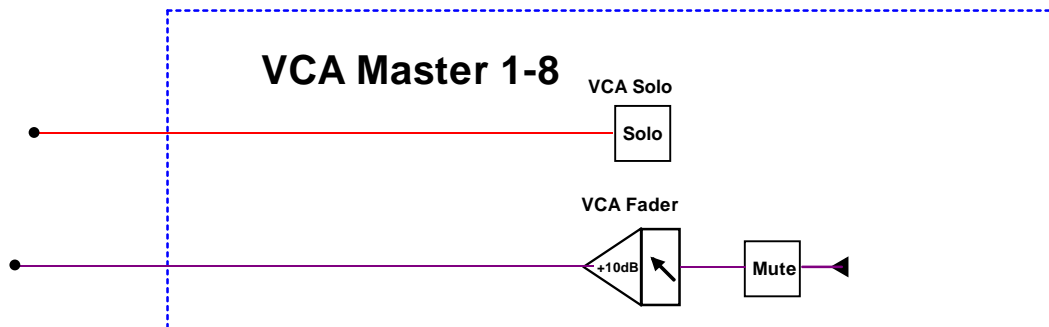 VCA Master 1-8
VCA Solo
Solo
VCA Fader
+10dB
Mute